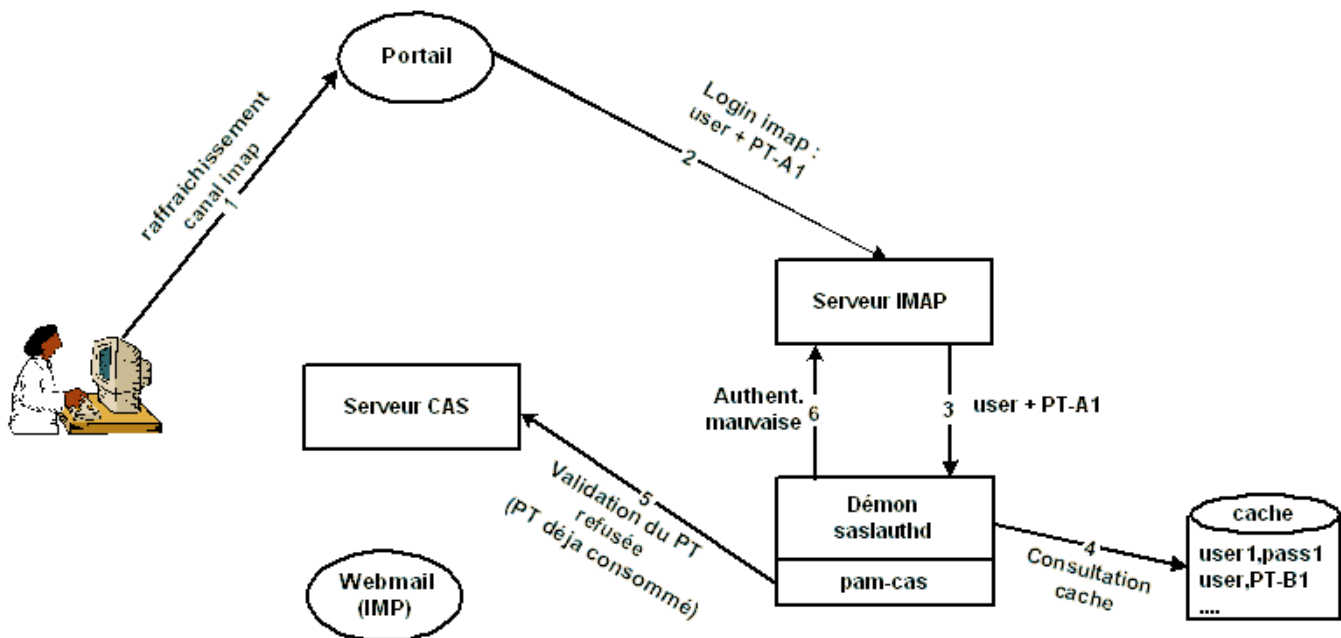 Portail
raffraichissement
canal imap
1
Login imap :
user + PT-A1
2
Serveur IMAP
Serveur CAS
Authent.
mauvaise
6
3
user + PT-A1
5
Validation du PT
refusée
(PT déja consommé)
Démon
saslauthd
pam-cas
4
Consultation
cache
cache
user1,pass1
user,PT-B1
....
Webmail
(IMP)